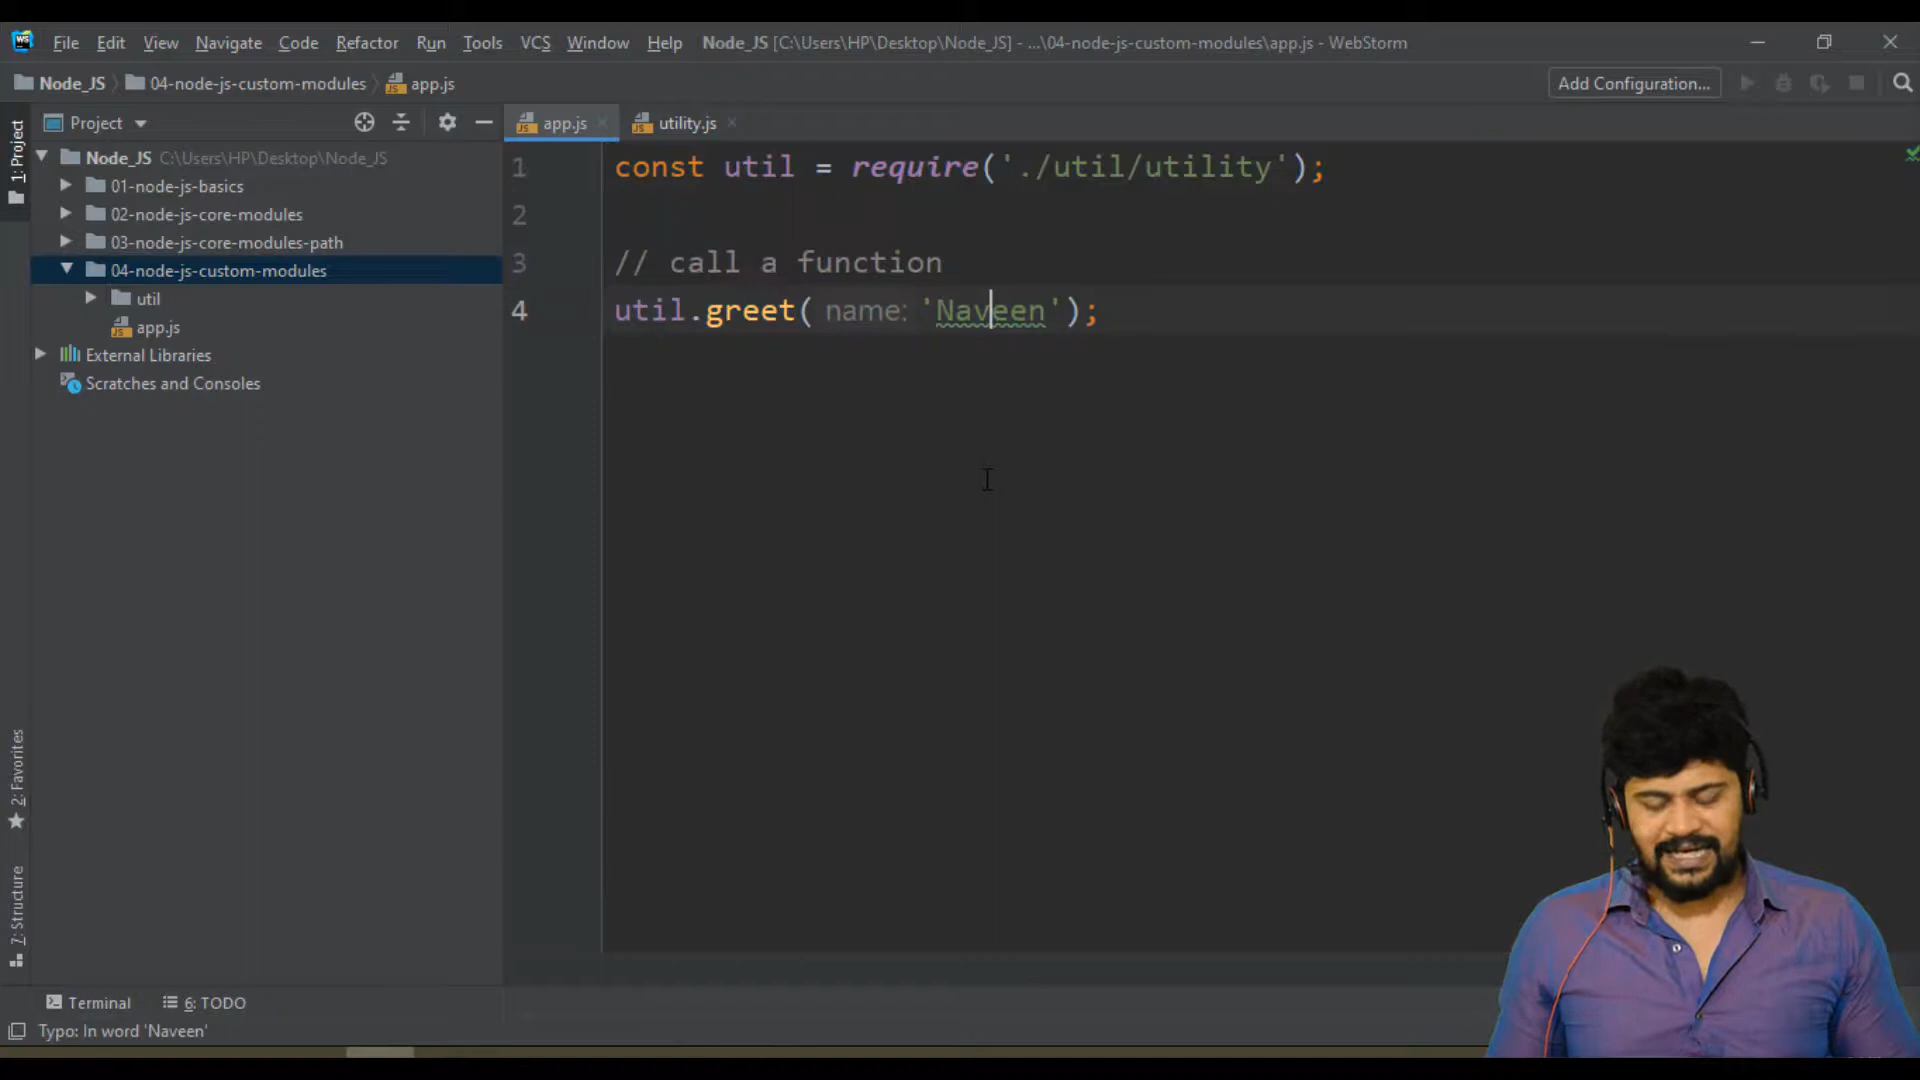 WS File Edit View Navigate Code Refactor Run Tools VCS Window Help Node_JS [C:\Users\HP\Desktop\Node_JS] - ...\04-node-js-custom-modules\app.js - WebStorm
Node_JS 04-node-js-custom-modules app.js Add Configuration...
Project app.js utility.js
1: Project
Node_JS C:\Users\HP\Desktop\Node_JS
01-node-js-basics
02-node-js-core-modules
03-node-js-core-modules-path
04-node-js-custom-modules
util
app.js
External Libraries
Scratches and Consoles
1 const util = require('./util/utility');
2
3 // call a function
4 util.greet( name: 'Naveen');
2: Favorites
7: Structure
Terminal 6: TODO
Typo: In word 'Naveen'